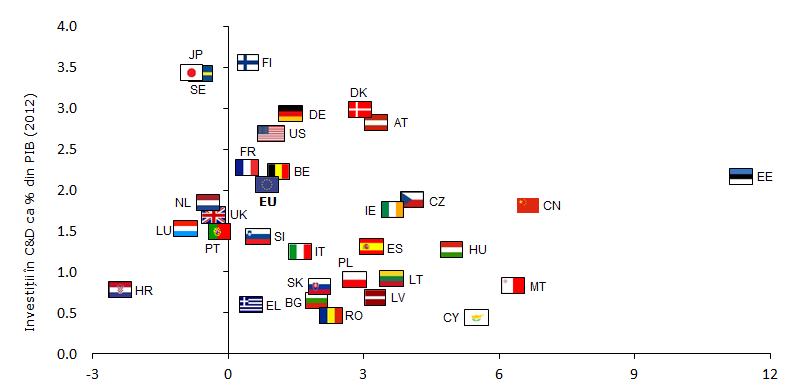 4.0
3.5
3.0
2.5
2.0
1.5
1.0
0.5
0.0
Investiții în C&D ca % din PIB (2012)
JP
SE
FI
DK
DE
AT
US
FR
BE
EU
EE
NL
UK
LU
PT
IE
CZ
CN
SI
IT
ES
HU
PL
HR
SK
LT
MT
BG
LV
EL
RO
CY
-3
0
3
6
9
12